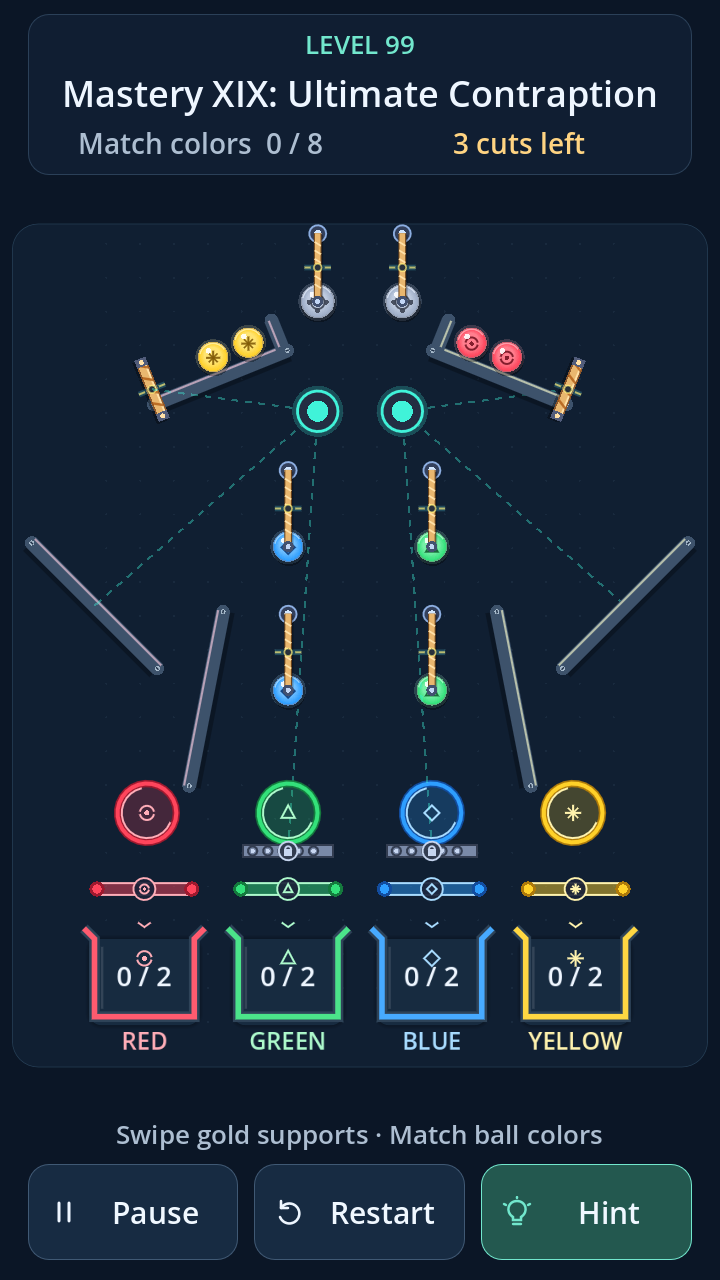 LEVEL 99
Mastery XIX: Ultimate Contraption
Match colors 0 / 8
3 cuts left
0 / 2
0 / 2
0 / 2
0 / 2
RED
GREEN
BLUE
YELLOW
Swipe gold supports · Match ball colors
Pause
Restart
Hint